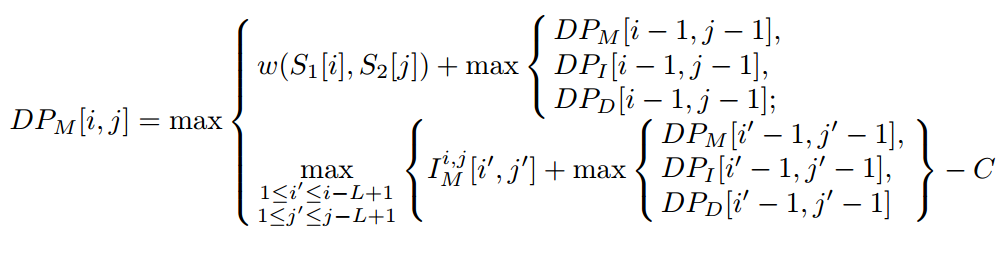 DP_M[i − 1, j − 1],
w(S_1[i], S_2[j]) + max { DP_I[i − 1, j − 1],
DP_D[i − 1, j − 1];
DP_M[i, j] = max {
DP_M[i′ − 1, j′ − 1],
max { I_M^{i,j}[i′, j′] + max { DP_I[i′ − 1, j′ − 1], } − C
1≤i′≤i−L+1
DP_D[i′ − 1, j′ − 1]
1≤j′≤j−L+1